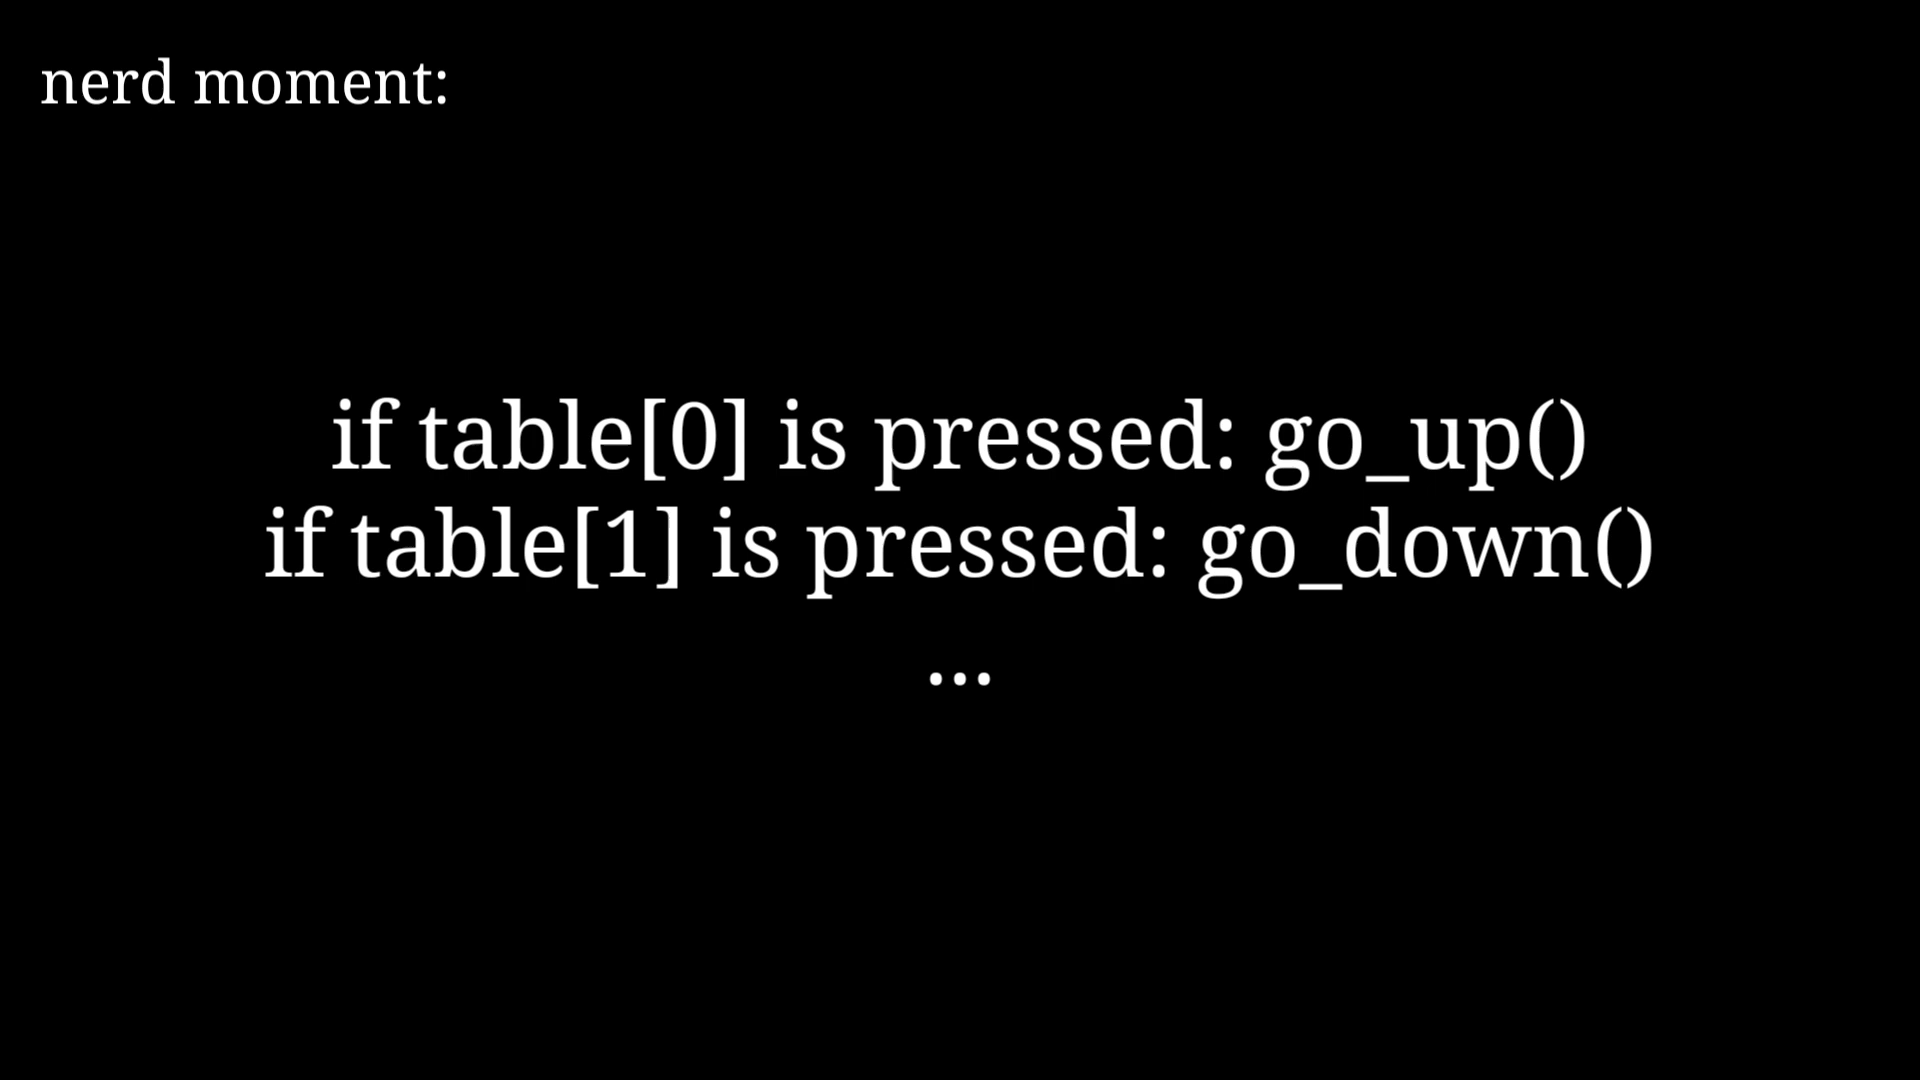 nerd moment:
if table[0] is pressed: go_up()
if table[1] is pressed: go_down()
...